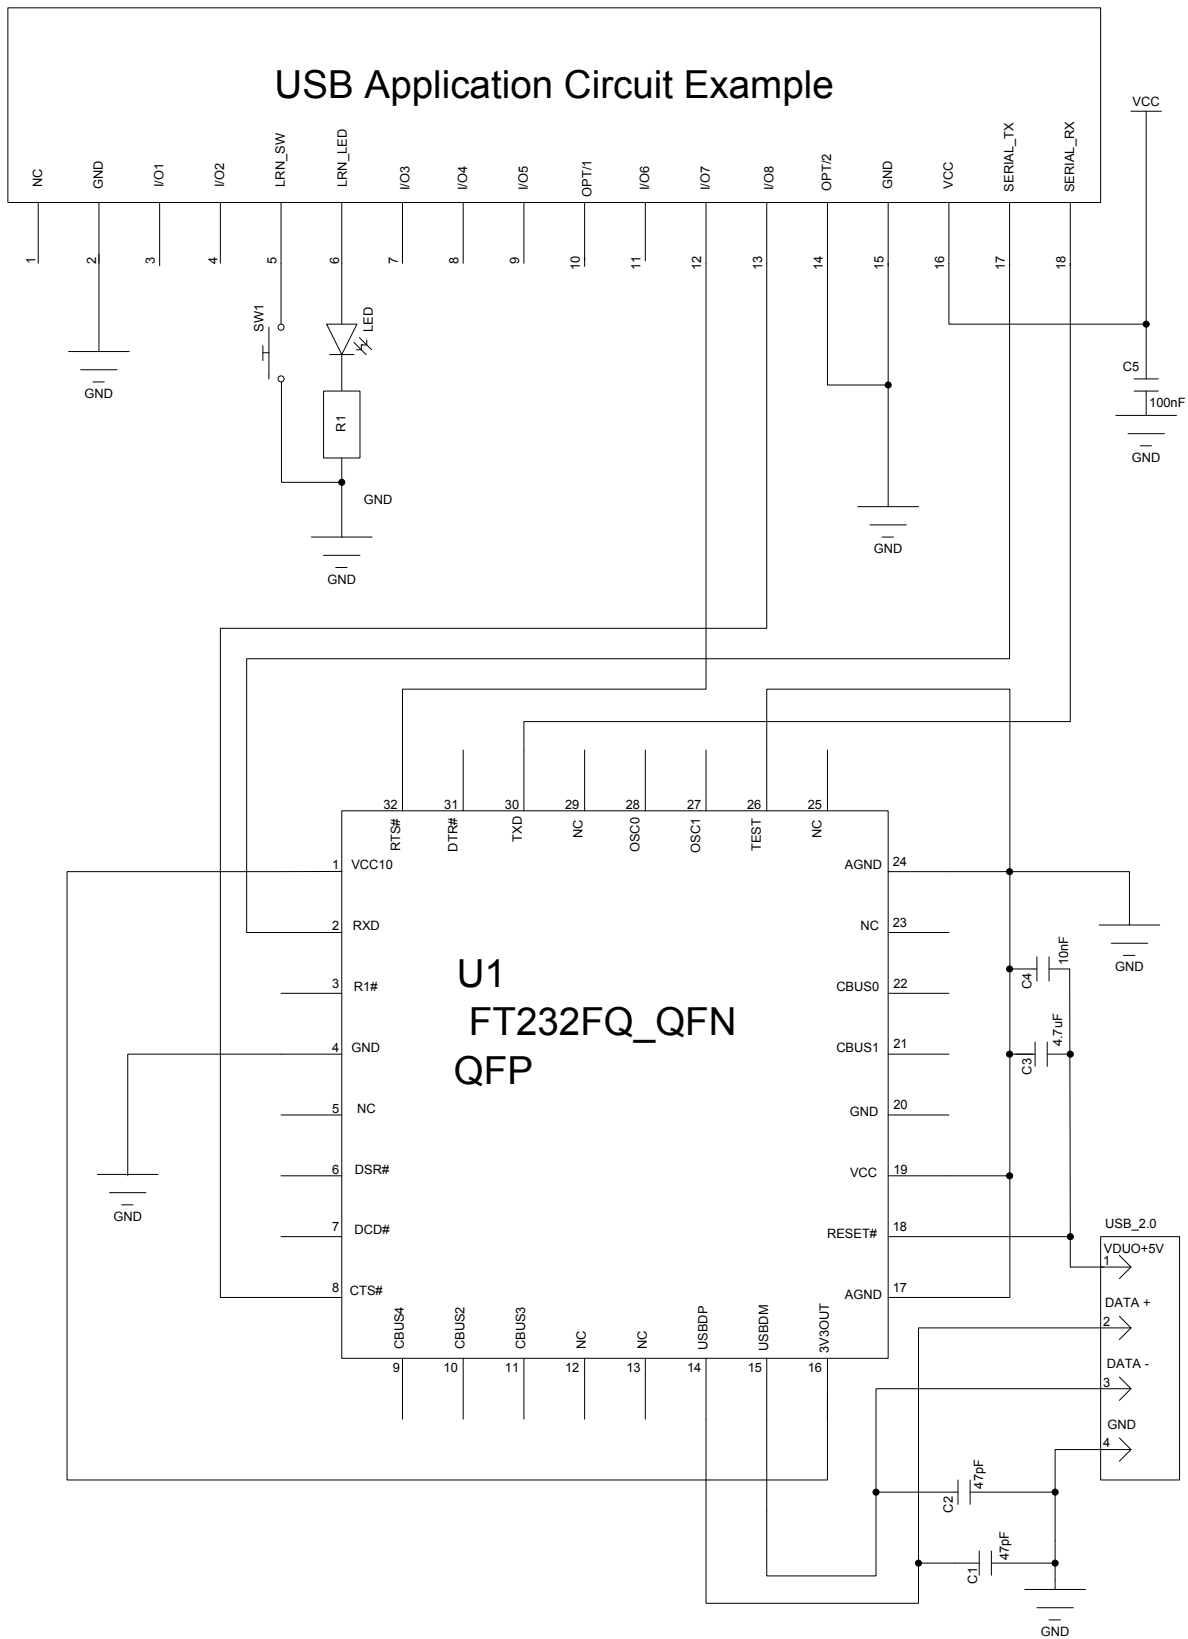 USB Application Circuit Example
NC
GND
I/O1
I/O2
LRN_SW
LRN_LED
I/O3
I/O4
I/O5
OPT/1
I/O6
I/O7
I/O8
OPT/2
GND
VCC
SERIAL_TX
SERIAL_RX
VCC
1
2
3
4
5
6
7
8
9
10
11
12
13
14
15
16
17
18
SW1
LED
R1
C5
100nF
GND
GND
GND
GND
GND
GND
32
31
30
29
28
27
26
25
RTS#
DTR#
TXD
NC
OSC0
OSC1
TEST
NC
1 VCC10
2 RXD
3 R1#
4 GND
5 NC
6 DSR#
7 DCD#
8 CTS#
U1
FT232FQ_QFN
QFP
AGND 24
NC 23
CBUS0 22
CBUS1 21
GND 20
VCC 19
RESET# 18
AGND 17
CBUS4
CBUS2
CBUS3
NC
NC
USBDP
USBDM
3V3OUT
9
10
11
12
13
14
15
16
GND
GND
C4
10nF
C3
4.7uF
USB_2.0
VDUO+5V
1
DATA +
2
DATA -
3
GND
4
C2
47pF
C1
47pF
GND